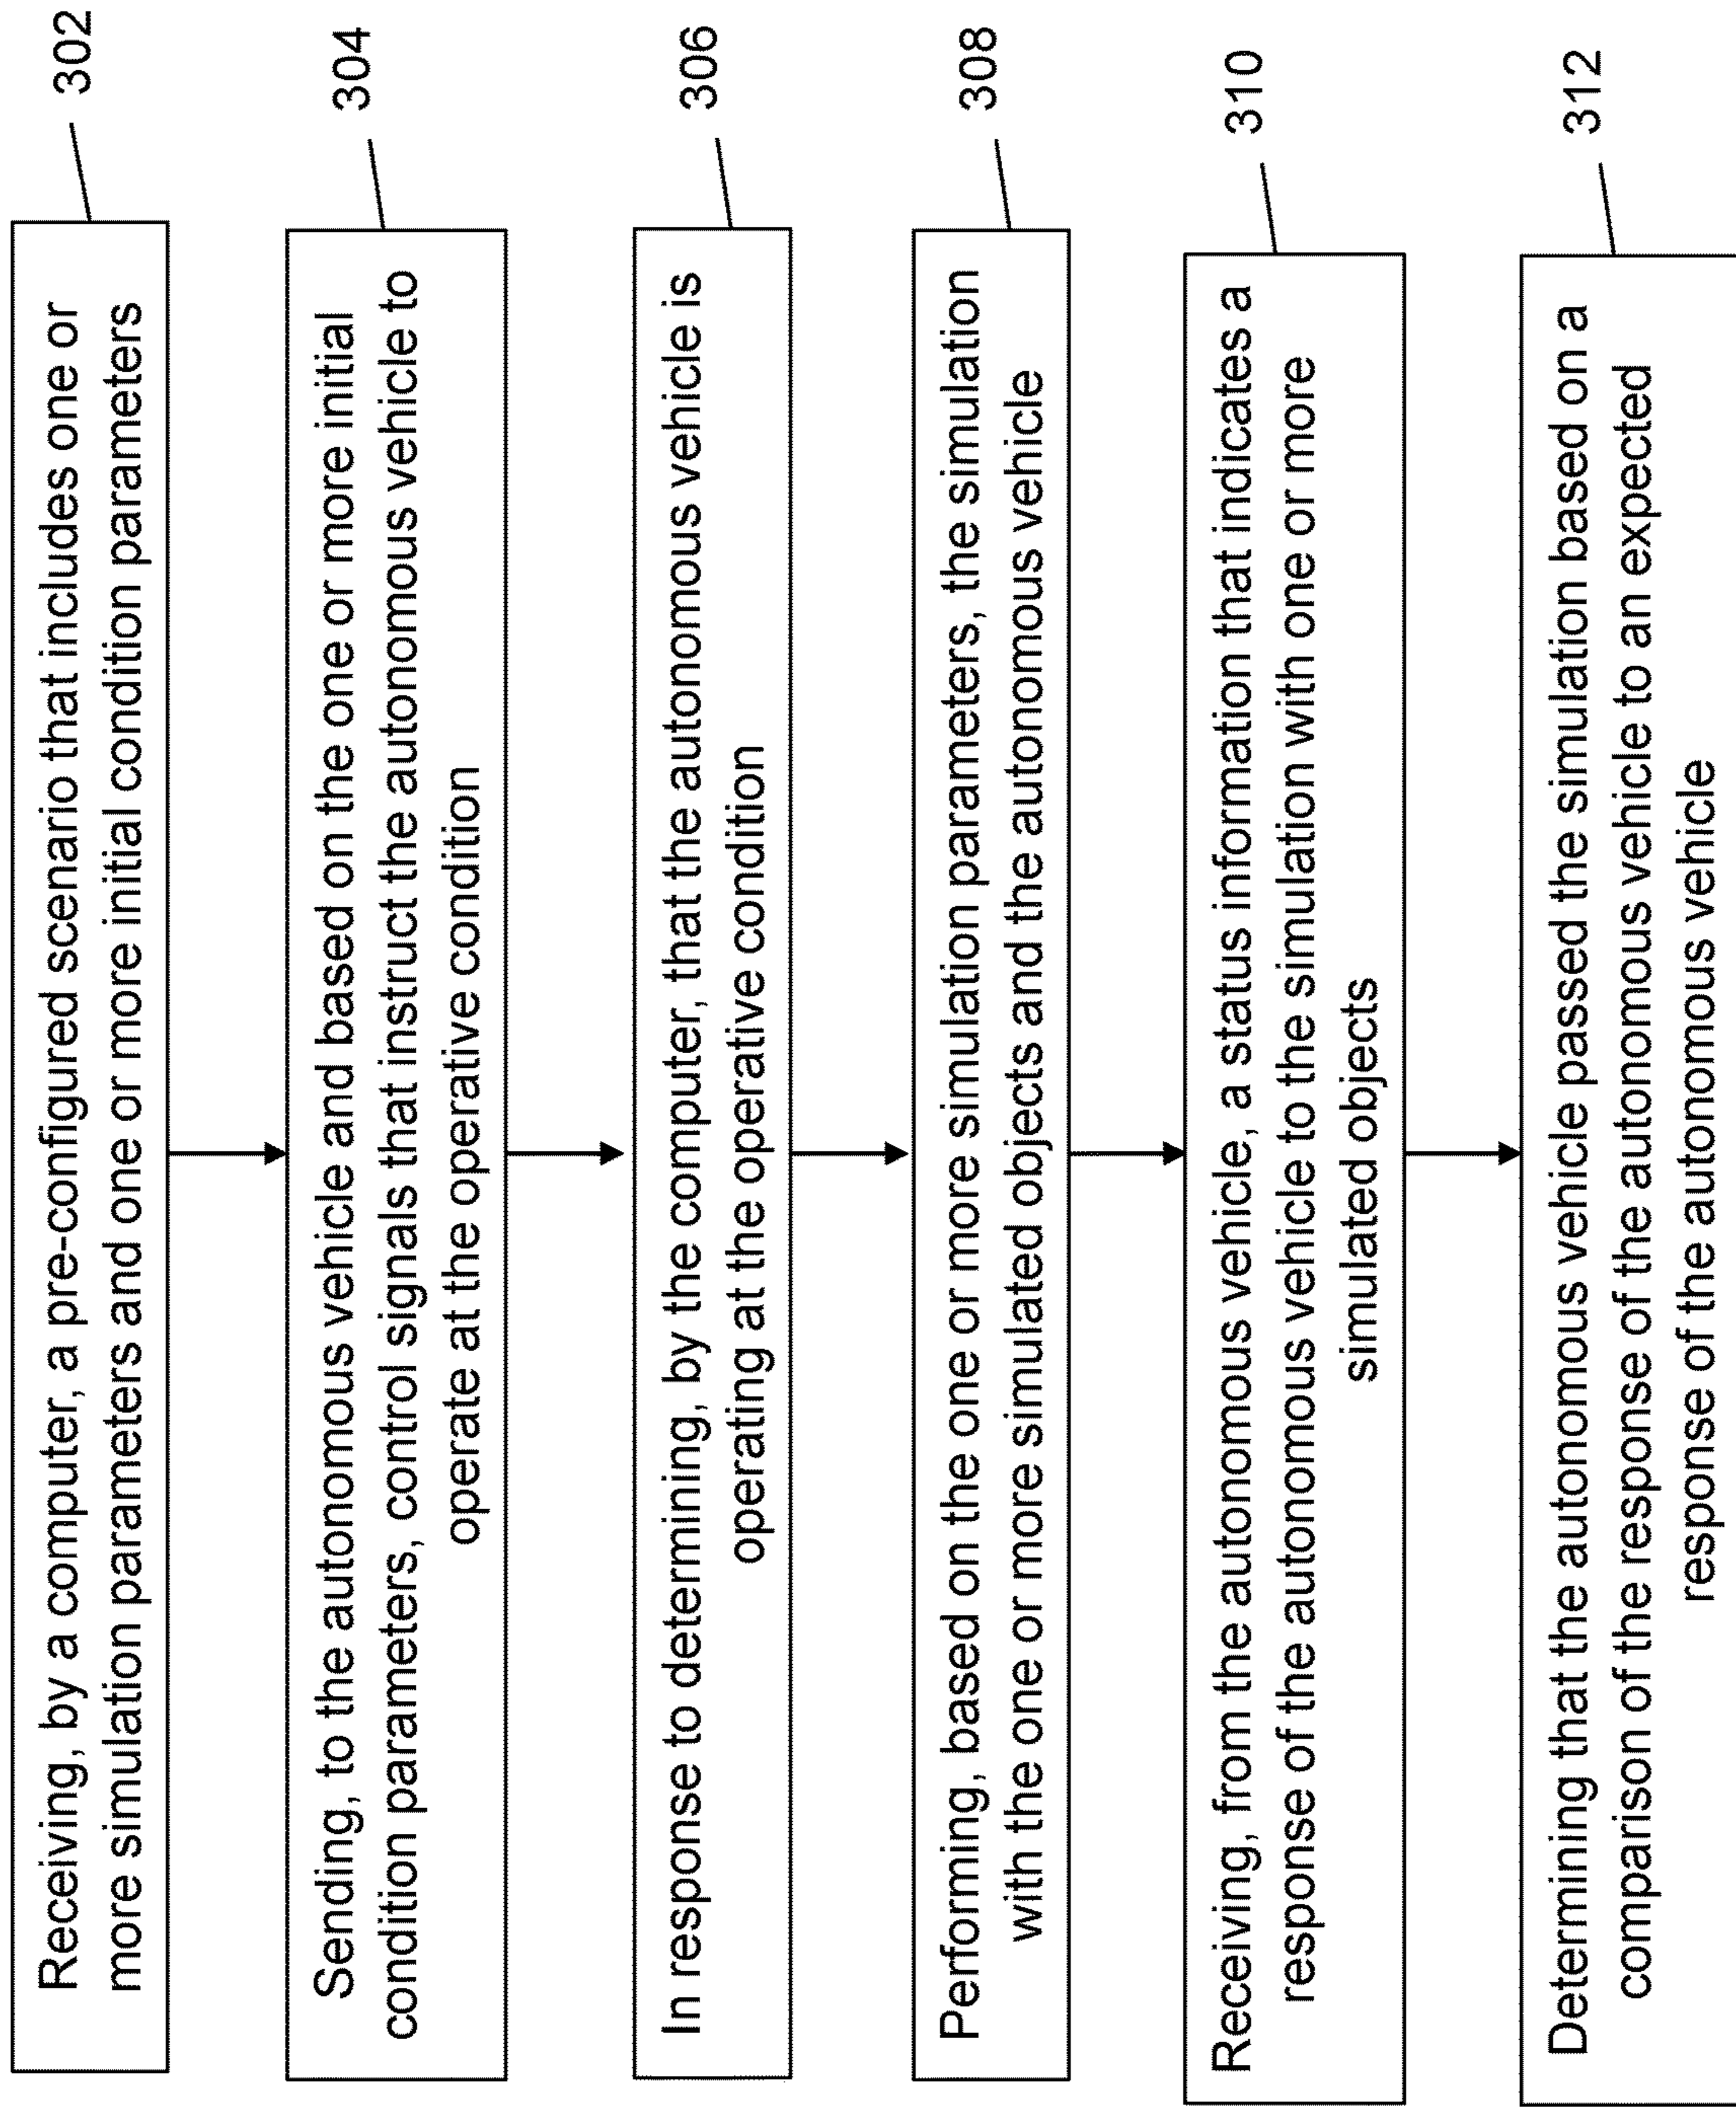 Receiving, by a computer, a pre-configured scenario that includes one or
more simulation parameters and one or more initial condition parameters
302
Sending, to the autonomous vehicle and based on the one or more initial
condition parameters, control signals that instruct the autonomous vehicle to
operate at the operative condition
304
In response to determining, by the computer, that the autonomous vehicle is
operating at the operative condition
306
Performing, based on the one or more simulation parameters, the simulation
with the one or more simulated objects and the autonomous vehicle
308
Receiving, from the autonomous vehicle, a status information that indicates a
response of the autonomous vehicle to the simulation with one or more
simulated objects
310
Determining that the autonomous vehicle passed the simulation based on a
comparison of the response of the autonomous vehicle to an expected
response of the autonomous vehicle
312